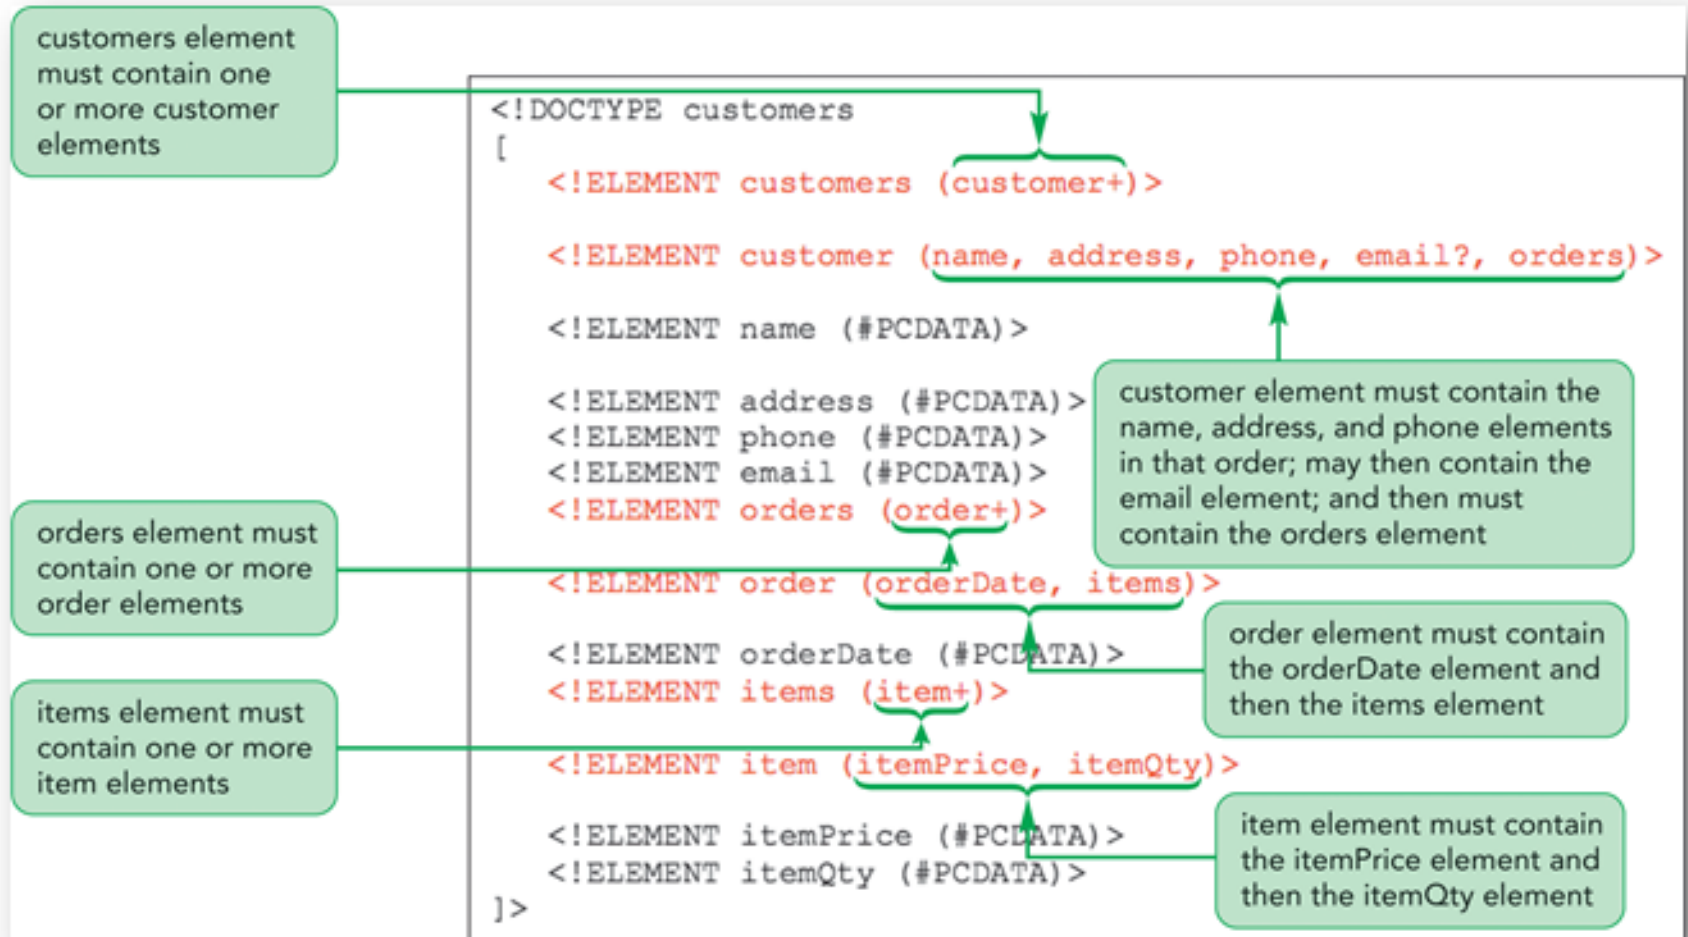 customers element
must contain one
or more customer
elements
<!DOCTYPE customers
[
<!ELEMENT customers (customer+)>
<!ELEMENT customer (name, address, phone, email?, orders)>
<!ELEMENT name (#PCDATA)>
<!ELEMENT address (#PCDATA)>
<!ELEMENT phone (#PCDATA)>
<!ELEMENT email (#PCDATA)>
<!ELEMENT orders (order+)>
customer element must contain the
name, address, and phone elements
in that order; may then contain the
email element; and then must
contain the orders element
orders element must
contain one or more
order elements
<!ELEMENT order (orderDate, items)>
<!ELEMENT orderDate (#PCDATA)>
<!ELEMENT items (item+)>
order element must contain
the orderDate element and
then the items element
items element must
contain one or more
item elements
<!ELEMENT item (itemPrice, itemQty)>
<!ELEMENT itemPrice (#PCDATA)>
<!ELEMENT itemQty (#PCDATA)>
]>
item element must contain
the itemPrice element and
then the itemQty element